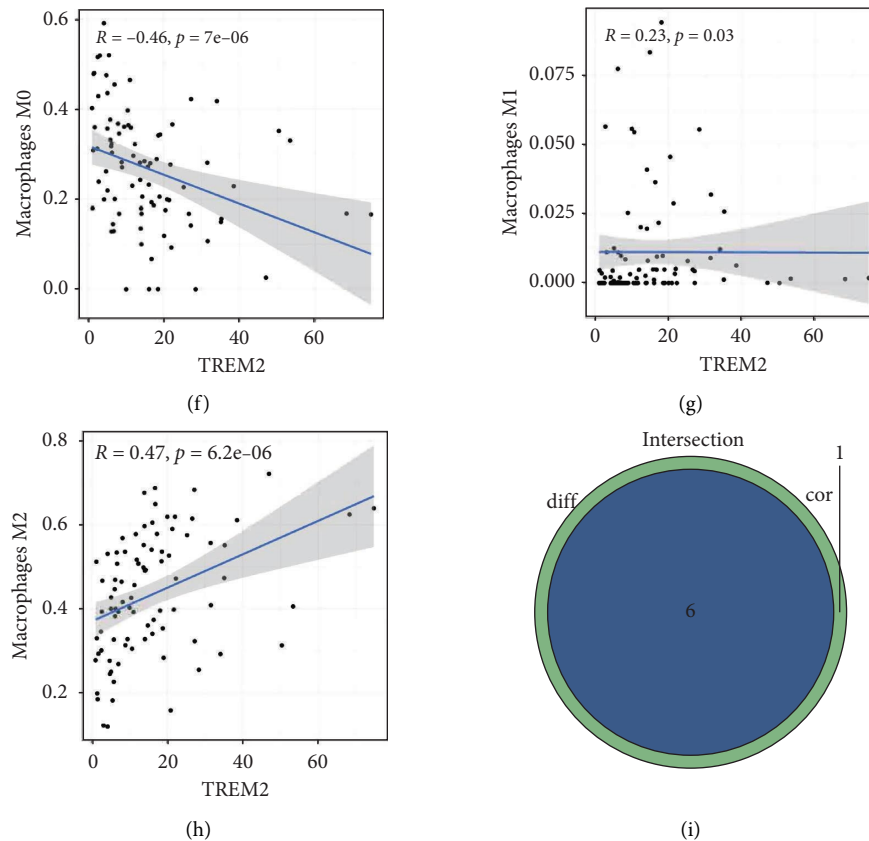 R = –0.46, p = 7e–06
Macrophages M0
0.6
0.4
0.2
0.0
0 20 40 60
TREM2
(f)
R = 0.23, p = 0.03
Macrophages M1
0.075
0.050
0.025
0.000
0 20 40 60
TREM2
(g)
R = 0.47, p = 6.2e–06
Macrophages M2
0.8
0.6
0.4
0.2
0 20 40 60
TREM2
(h)
Intersection
1
diff
cor
6
(i)